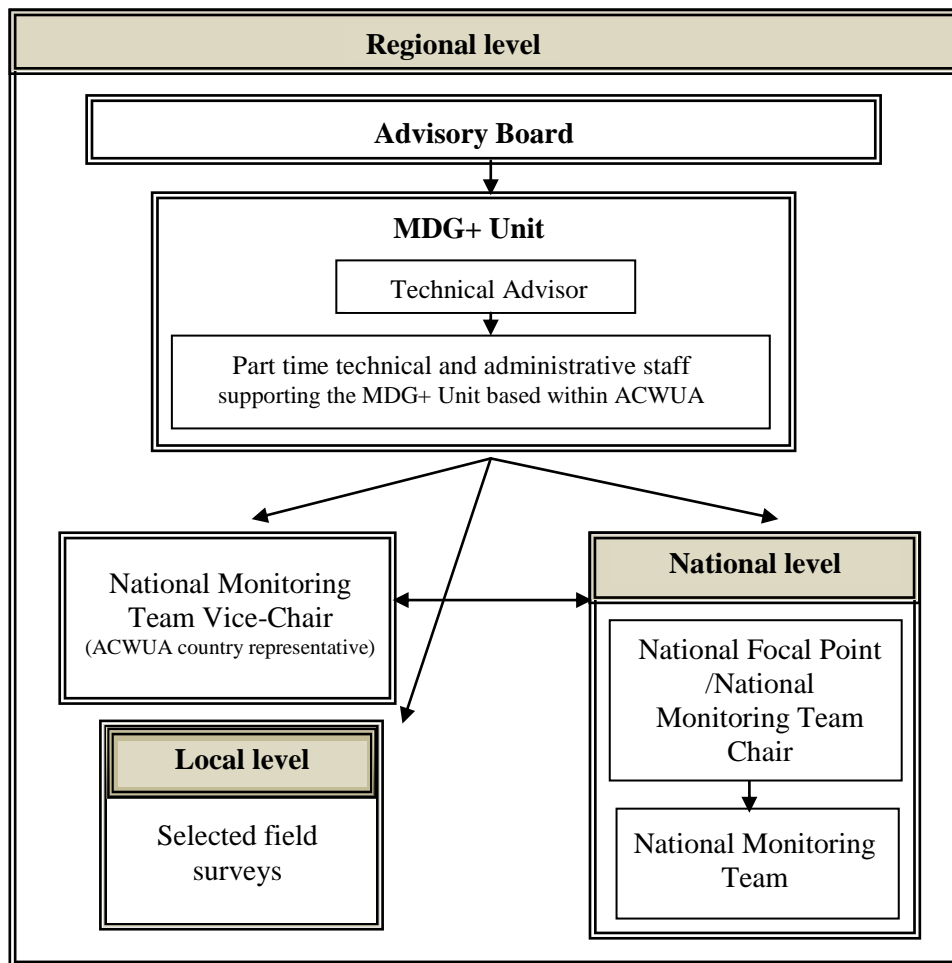 Regional level
Advisory Board
MDG+ Unit
Technical Advisor
Part time technical and administrative staff
supporting the MDG+ Unit based within ACWUA
National Monitoring
Team Vice-Chair
(ACWUA country representative)
Local level
Selected field
surveys
National level
National Focal Point
/National
Monitoring Team
Chair
National Monitoring
Team